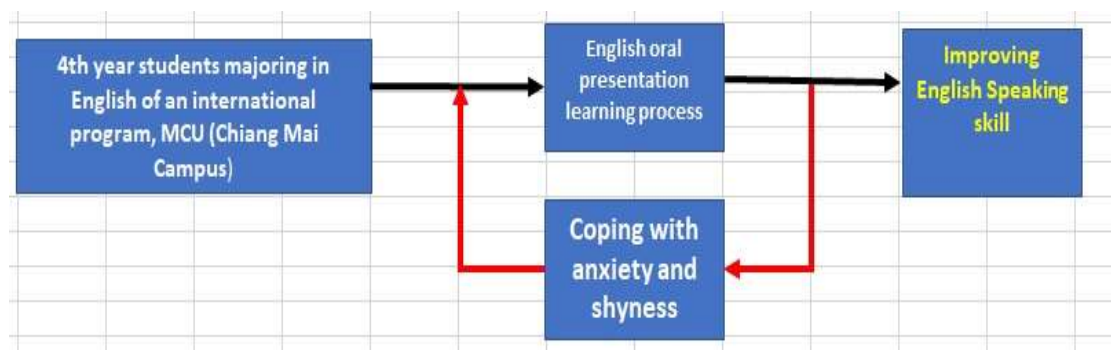 4th year students majoring in
English of an international
program, MCU (Chiang Mai
Campus)
English oral
presentation
learning process
Improving
English Speaking
skill
Coping with
anxiety and
shyness